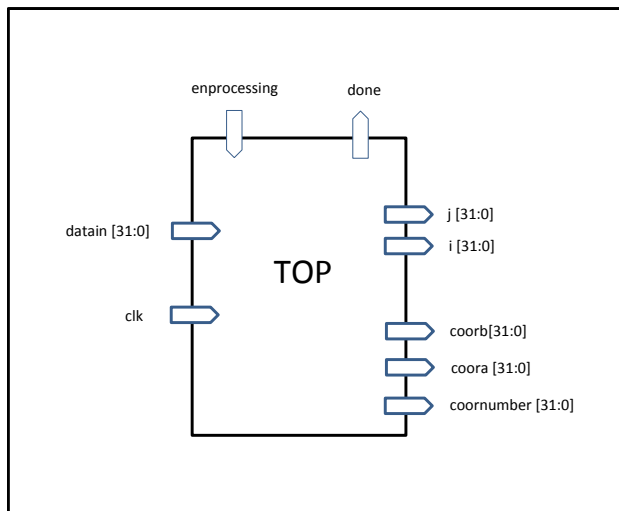 enprocessing
done
datain [31:0]
j [31:0]
i [31:0]
TOP
clk
coorb[31:0]
coora [31:0]
coornumber [31:0]